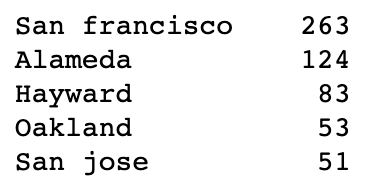 San francisco 263
Alameda 124
Hayward 83
Oakland 53
San jose 51